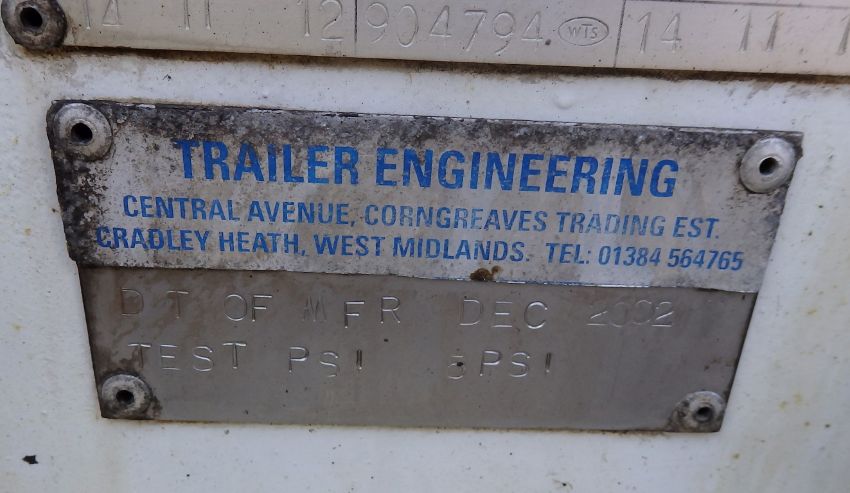 14 11 12 904794 WTS 14 11
TRAILER ENGINEERING
CENTRAL AVENUE, CORNGREAVES TRADING EST.
CRADLEY HEATH, WEST MIDLANDS. TEL: 01384 564765
DT OF MFR DEC 2002
TEST PSI 5PSI